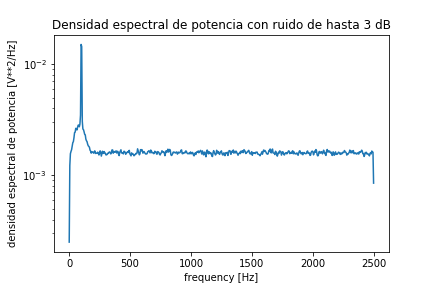 Densidad espectral de potencia con ruido de hasta 3 dB
densidad espectral de potencia [V**2/Hz]
10⁻²
10⁻³
0
500
1000
1500
2000
2500
frequency [Hz]